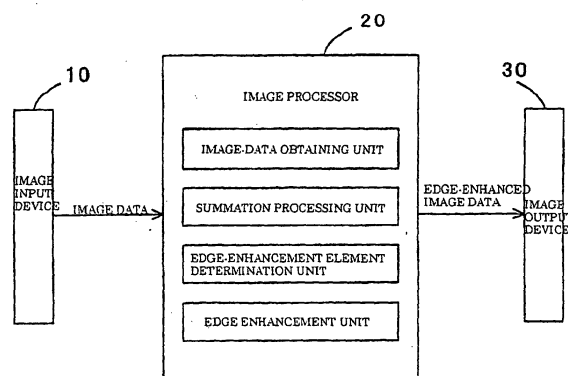 20
10
30
IMAGE PROCESSOR
IMAGE-DATA OBTAINING UNIT
IMAGE
INPUT
DEVICE
IMAGE DATA
SUMMATION PROCESSING UNIT
EDGE-ENHANCED
IMAGE DATA
IMAGE
OUTPUT
DEVICE
EDGE-ENHANCEMENT ELEMENT
DETERMINATION UNIT
EDGE ENHANCEMENT UNIT